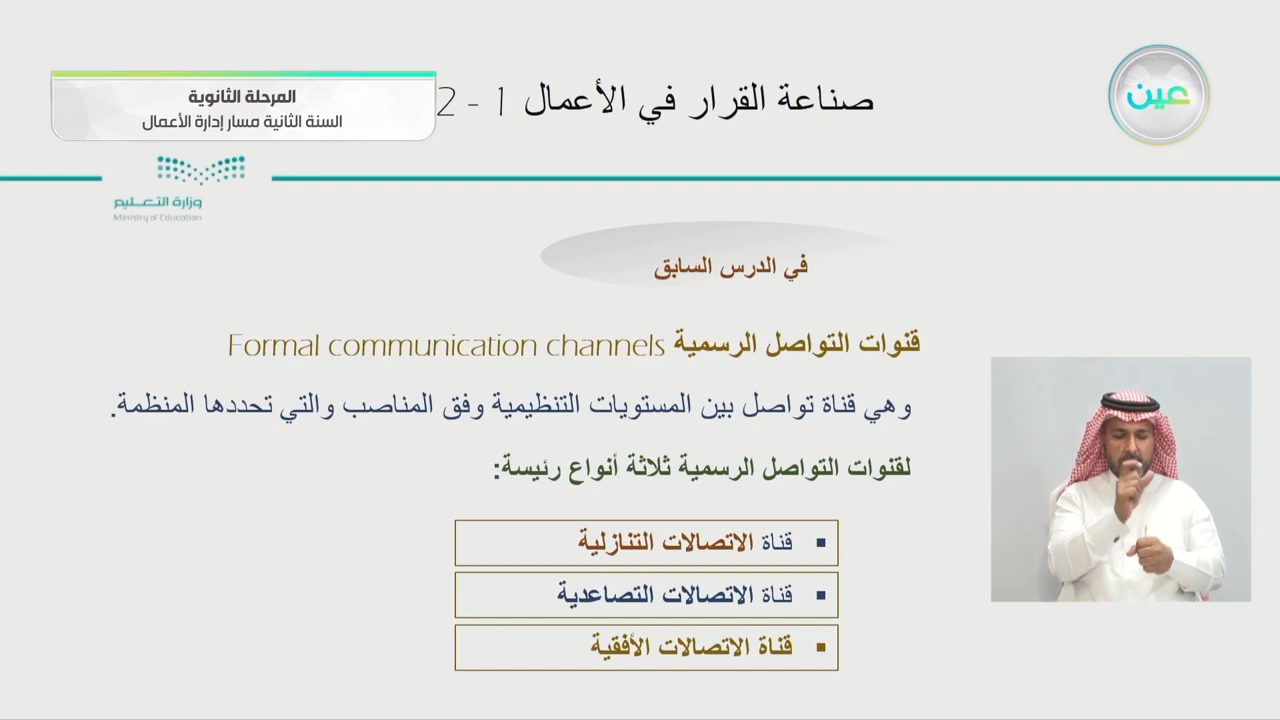 عين
صناعة القرار في الأعمال 1 - 2
المرحلة الثانوية
السنة الثانية مسار إدارة الأعمال
وزارة التعليم
Ministry of Education
في الدرس السابق
قنوات التواصل الرسمية Formal communication channels
وهي قناة تواصل بين المستويات التنظيمية وفق المناصب والتي تحددها المنظمة.
لقنوات التواصل الرسمية ثلاثة أنواع رئيسة:
▪ قناة الاتصالات التنازلية
▪ قناة الاتصالات التصاعدية
▪ قناة الاتصالات الأفقية